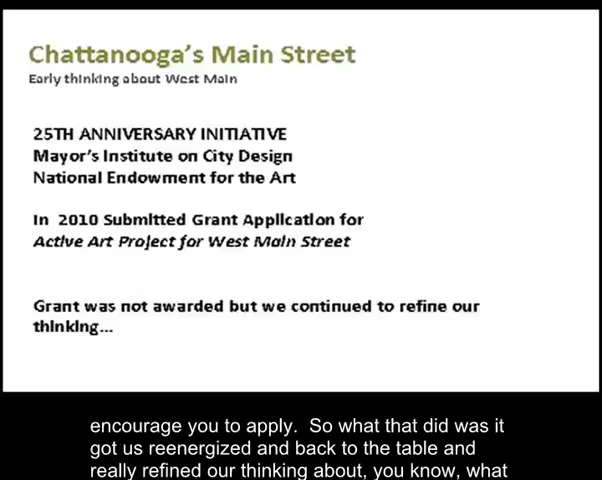 Chattanooga's Main Street
Early thinking about West Main
25TH ANNIVERSARY INITIATIVE
Mayor's Institute on City Design
National Endowment for the Art
In 2010 Submitted Grant Application for
Active Art Project for West Main Street
Grant was not awarded but we continued to refine our
thinking...
encourage you to apply. So what that did was it
got us reenergized and back to the table and
really refined our thinking about, you know, what